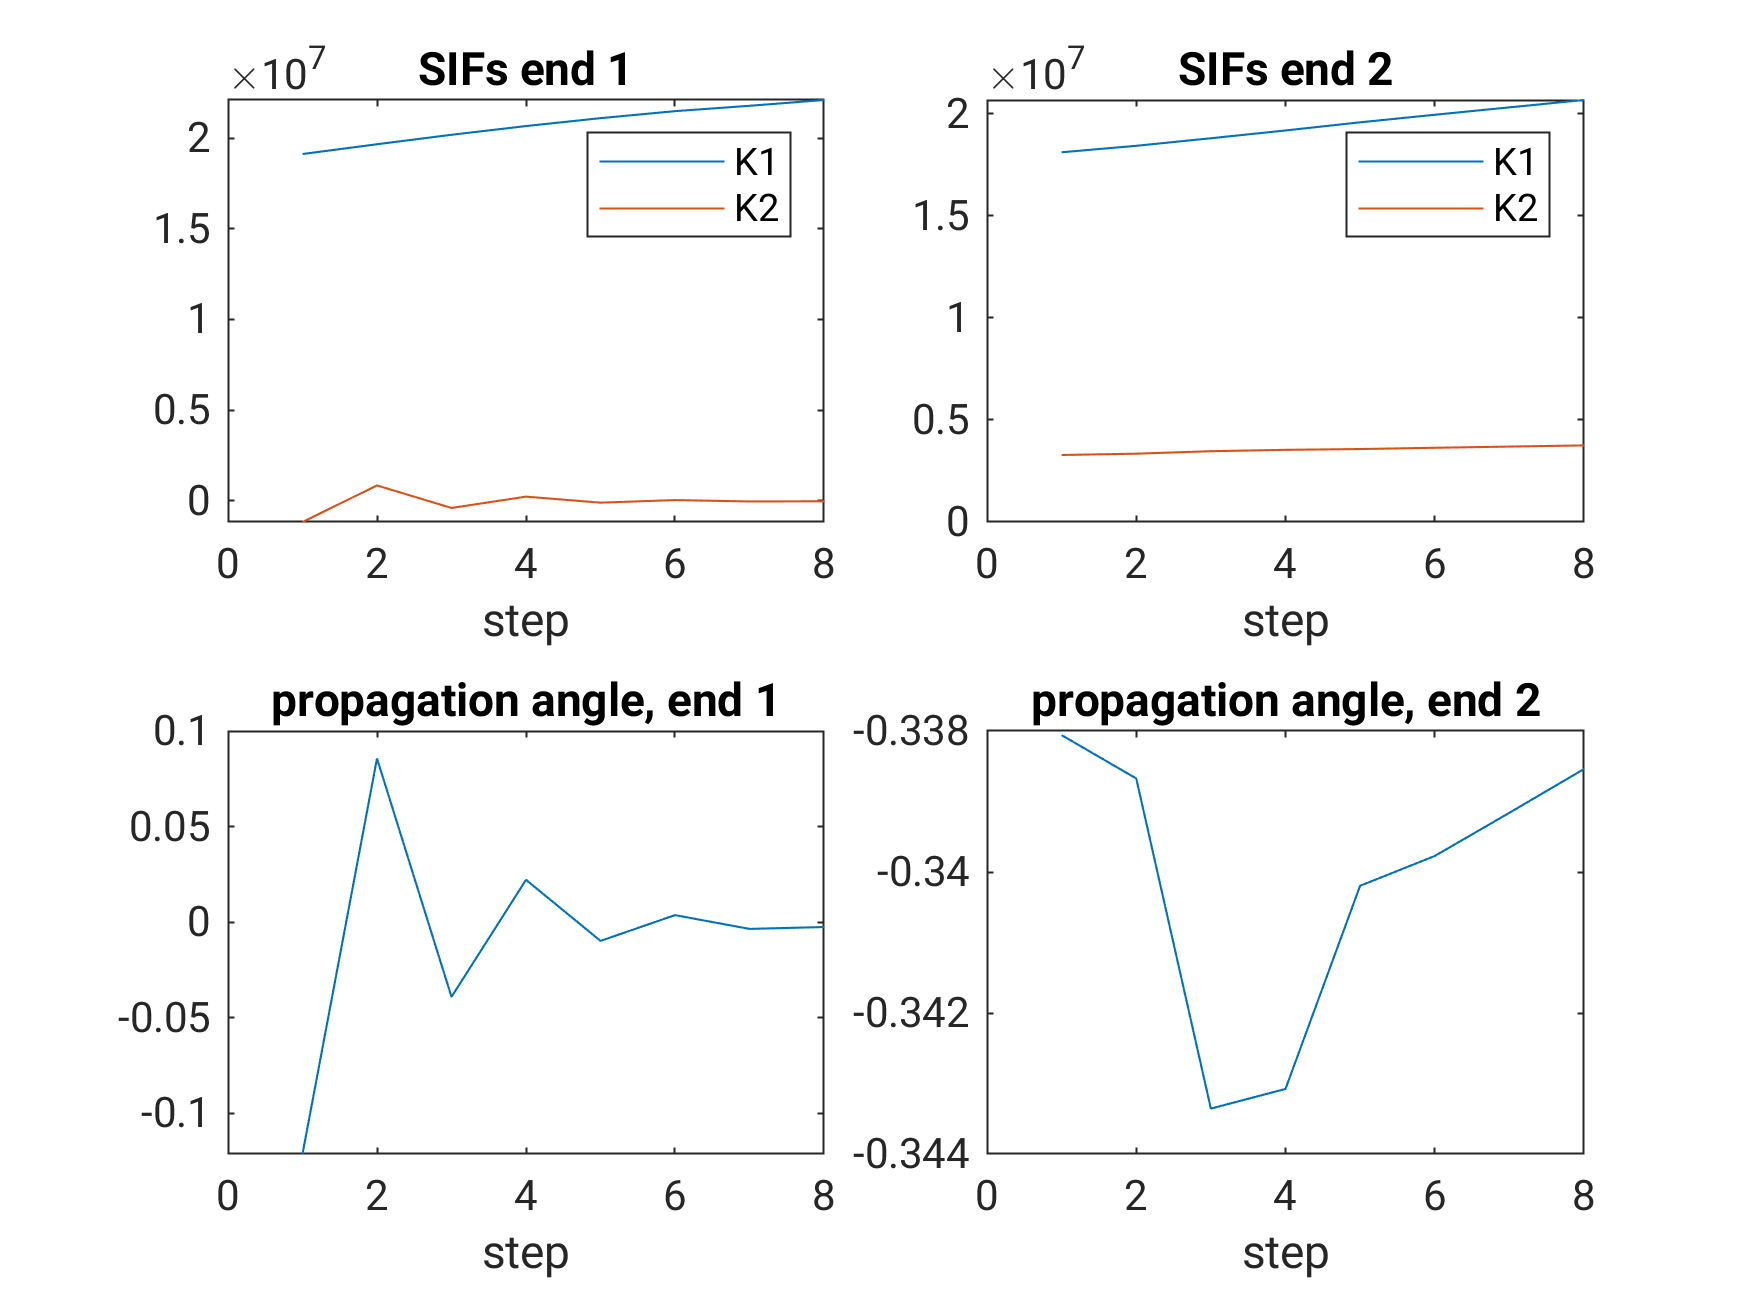 ×10^7
SIFs end 1
2
1.5
1
0.5
0
K1
K2
0 2 4 6 8
step
×10^7
SIFs end 2
2
1.5
1
0.5
0
K1
K2
0 2 4 6 8
step
propagation angle, end 1
0.1
0.05
0
-0.05
-0.1
0 2 4 6 8
step
propagation angle, end 2
-0.338
-0.34
-0.342
-0.344
0 2 4 6 8
step